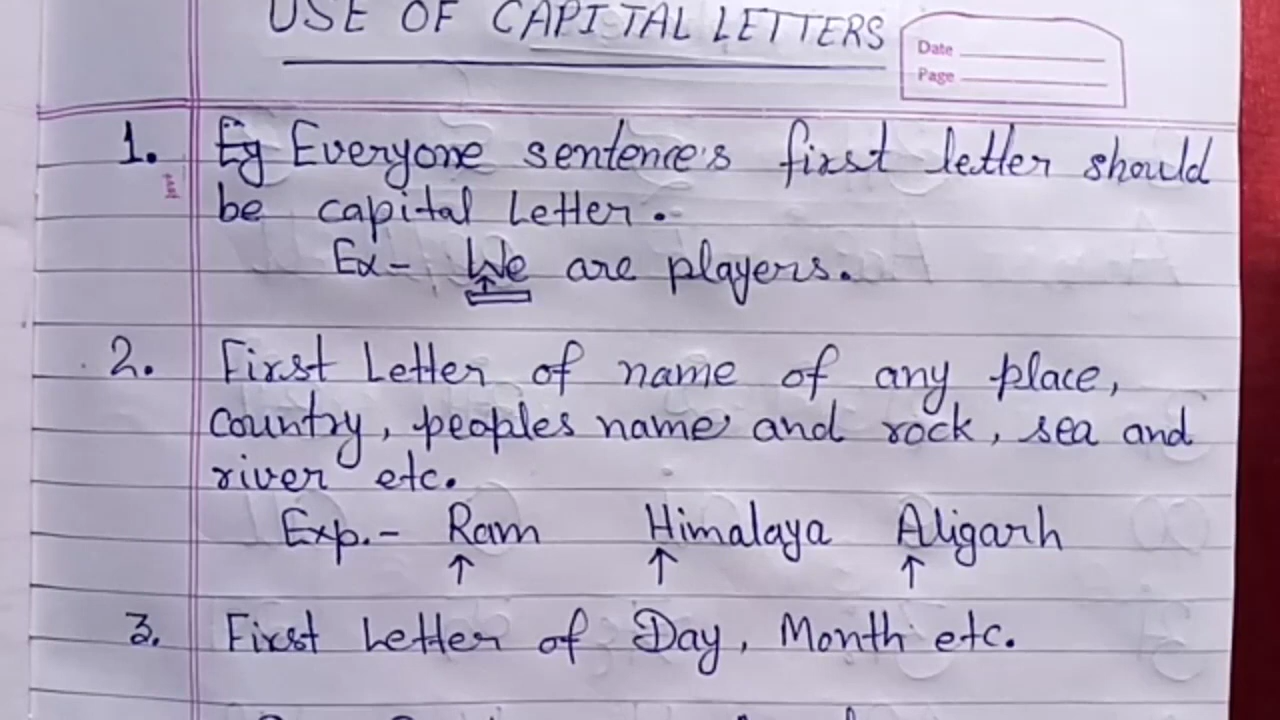 USE OF CAPITAL LETTERS
Date
Page
1. Eg Everyone sentence's first letter should
be capital Letter.
Ex- We are players.
2. First Letter of name of any place,
country, peoples name and rock, sea and
river etc.
Exp.- Ram Himalaya Aligarh
3. First Letter of Day, Month etc.